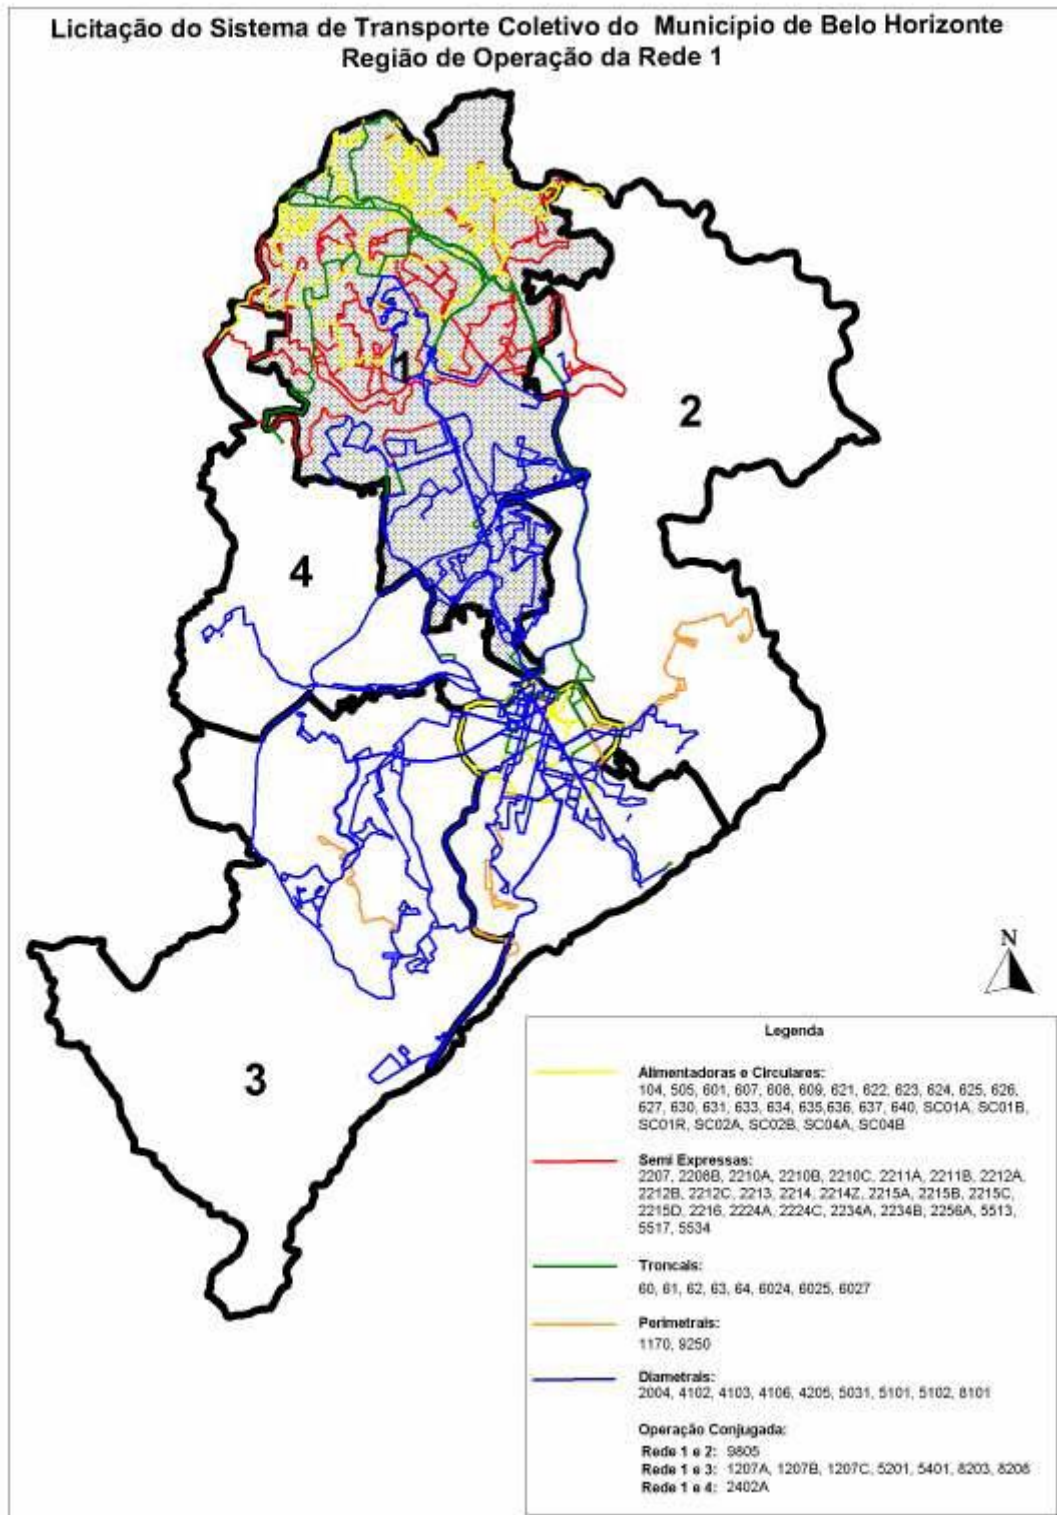 Licitação do Sistema de Transporte Coletivo do Município de Belo Horizonte
Região de Operação da Rede 1
1
2
4
3
N
Legenda
Alimentadoras e Circulares:
104, 505, 601, 607, 608, 609, 621, 622, 623, 624, 625, 626,
627, 630, 631, 633, 634, 635,636, 637, 640, SC01A, SC01B,
SC01R, SC02A, SC02B, SC04A, SC04B
Semi Expressas:
2207, 2208B, 2210A, 2210B, 2210C, 2211A, 2211B, 2212A,
2212B, 2212C, 2213, 2214, 2214Z, 2215A, 2215B, 2215C,
2215D, 2216, 2224A, 2224C, 2234A, 2234B, 2256A, 5513,
5517, 5534
Troncais:
60, 61, 62, 63, 64, 6024, 6025, 6027
Perimetrais:
1170, 9250
Diametrais:
2004, 4102, 4103, 4106, 4205, 5031, 5101, 5102, 8101
Operação Conjugada:
Rede 1 e 2: 9805
Rede 1 e 3: 1207A, 1207B, 1207C, 5201, 5401, 8203, 8208
Rede 1 e 4: 2402A